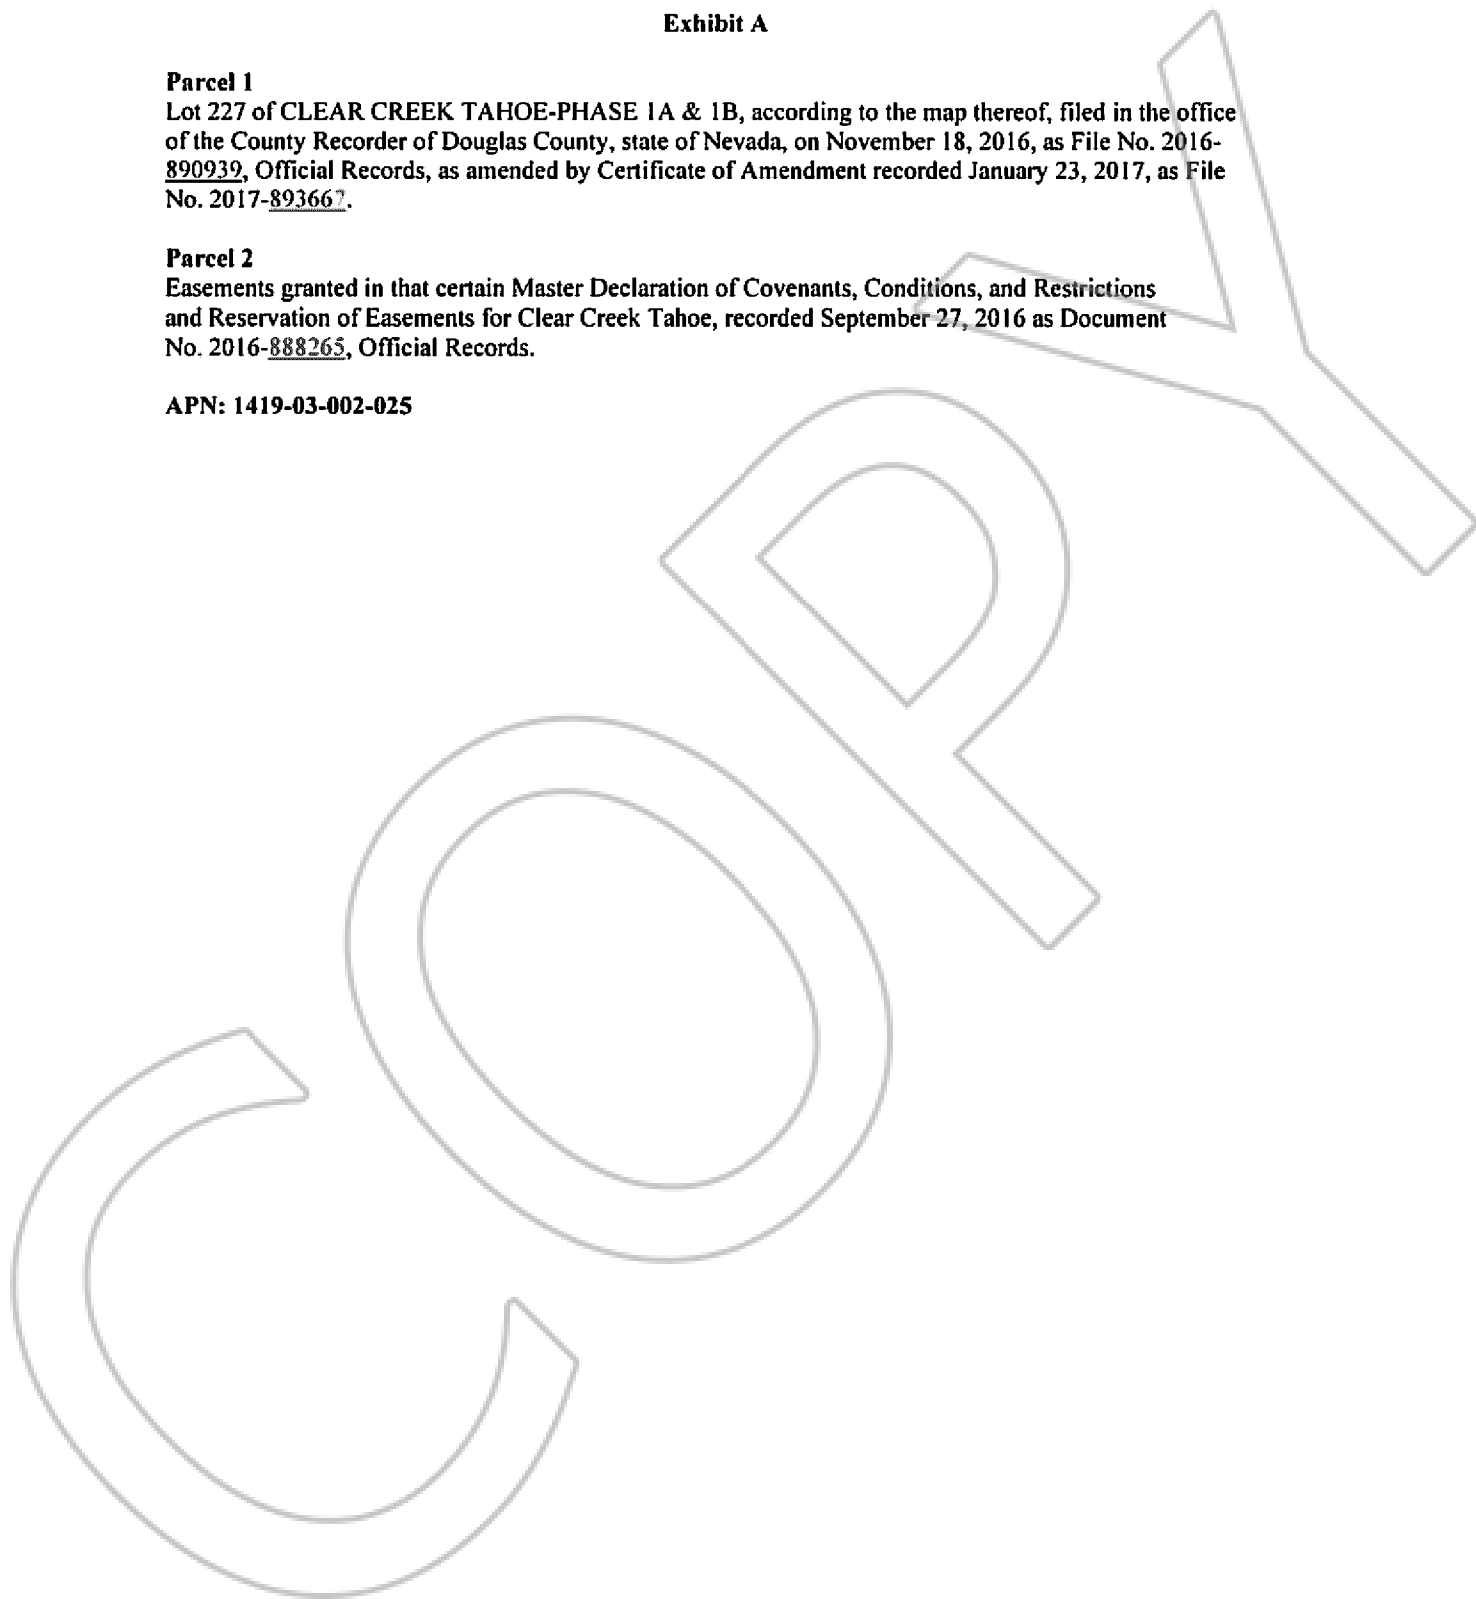 Exhibit A
Parcel 1
Lot 227 of CLEAR CREEK TAHOE-PHASE 1A & 1B, according to the map thereof, filed in the office
of the County Recorder of Douglas County, state of Nevada, on November 18, 2016, as File No. 2016-
890939, Official Records, as amended by Certificate of Amendment recorded January 23, 2017, as File
No. 2017-893667.
Parcel 2
Easements granted in that certain Master Declaration of Covenants, Conditions, and Restrictions
and Reservation of Easements for Clear Creek Tahoe, recorded September 27, 2016 as Document
No. 2016-888265, Official Records.
APN: 1419-03-002-025
COPY